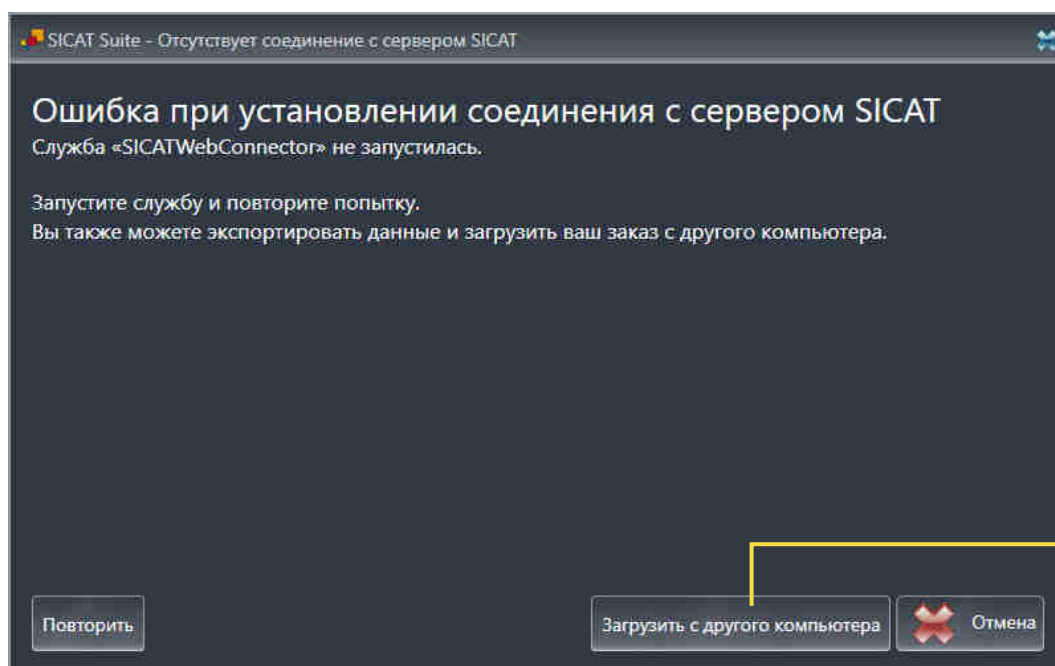 SICAT Suite - Отсутствует соединение с сервером SICAT
Ошибка при установлении соединения с сервером SICAT
Служба «SICATWebConnector» не запустилась.
Запустите службу и повторите попытку.
Вы также можете экспортировать данные и загрузить ваш заказ с другого компьютера.
Повторить
Загрузить с другого компьютера
Отмена